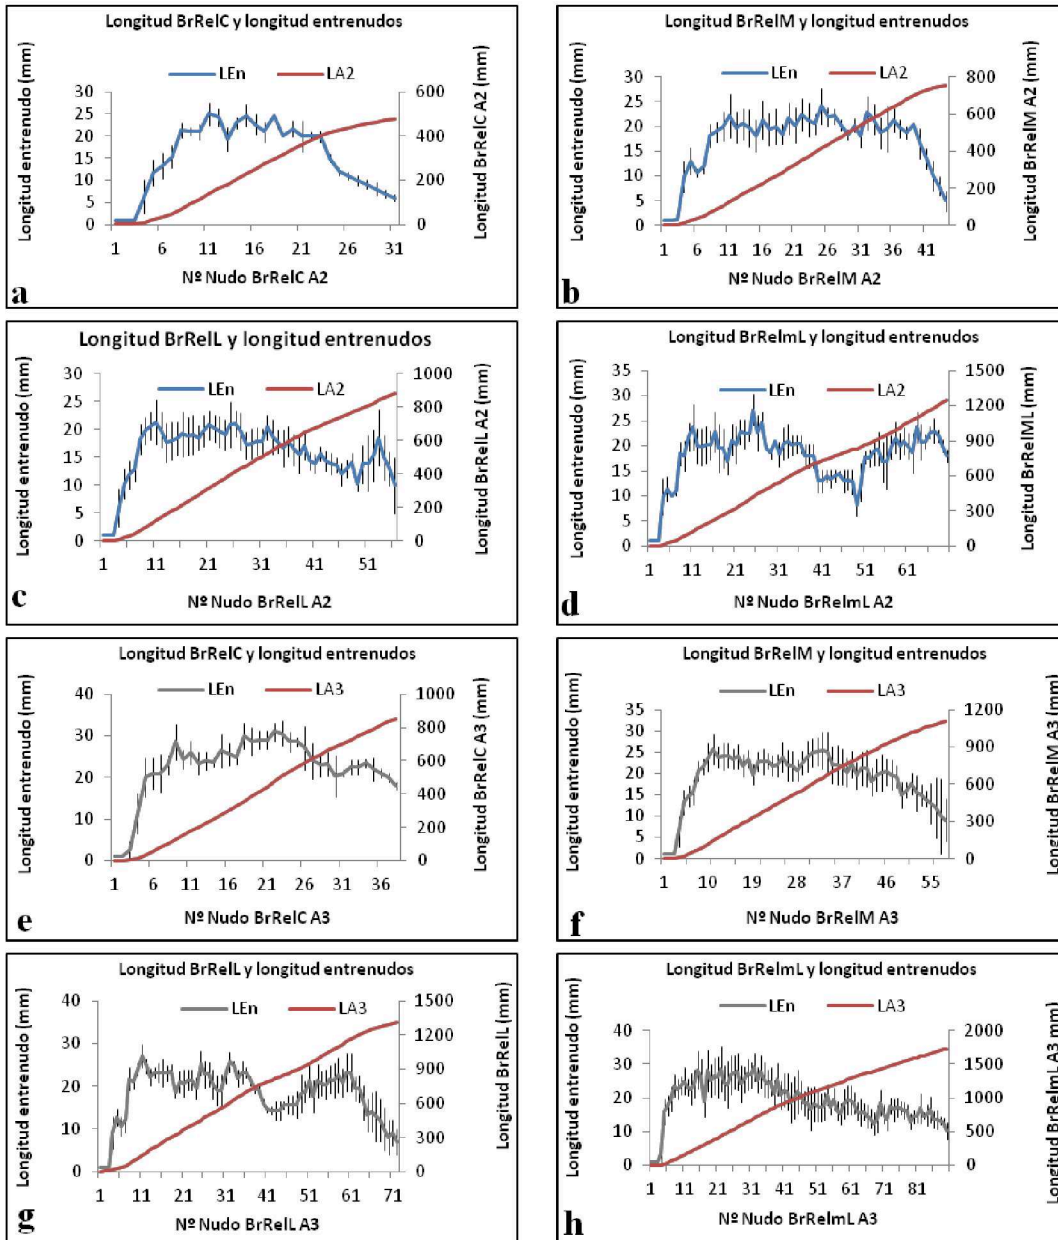 Longitud BrRelC y longitud entrenudos
LEn LA2
Longitud entrenudo (mm)
30
25
20
15
10
5
0
600
400
200
0
Longitud BrRelC A2 (mm)
1 6 11 16 21 26 31
Nº Nudo BrRelC A2
a
Longitud BrRelM y longitud entrenudos
LEn LA2
Longitud entrenudo (mm)
30
25
20
15
10
5
0
800
600
400
200
0
Longitud BrRelM A2 (mm)
1 6 11 16 21 26 31 36 41
Nº Nudo BrRelM A2
b
Longitud BrRelL y longitud entrenudos
LEn LA2
Longitud entrenudo (mm)
30
25
20
15
10
5
0
1000
800
600
400
200
0
Longitud BrRelL A2 (mm)
1 11 21 31 41 51
Nº Nudo BrRelL A2
c
Longitud BrRelmL y longitud entrenudos
LEn LA2
Longitud entrenudo (mm)
35
30
25
20
15
10
5
0
1500
1200
900
600
300
0
Longitud BrRelML (mm)
1 11 21 31 41 51 61
Nº Nudo BrRelmL A2
d
Longitud BrRelC y longitud entrenudos
LEn LA3
Longitud entrenudo (mm)
40
30
20
10
0
1000
800
600
400
200
0
Longitud BrRelC A3 (mm)
1 6 11 16 21 26 31 36
Nº Nudo BrRelC A3
e
Longitud BrRelM y longitud entrenudos
LEn LA3
Longitud entrenudo (mm)
35
30
25
20
15
10
5
0
1200
900
600
300
0
Longitud BrRelM A3 (mm)
1 10 19 28 37 46 55
Nº Nudo BrRelM A3
f
Longitud BrRelL y longitud entrenudos
LEn LA3
Longitud entrenudo (mm)
40
30
20
10
0
1500
1200
900
600
300
0
Longitud BrRelL (mm)
1 11 21 31 41 51 61 71
Nº Nudo BrRelL A3
g
Longitud BrRelmL y longitud entrenudos
LEn LA3
Longitud entrenudo (mm)
40
30
20
10
0
2000
1500
1000
500
0
Longitud BrRelmL A3 mm)
1 11 21 31 41 51 61 71 81
Nº Nudo BrRelmL A3
h